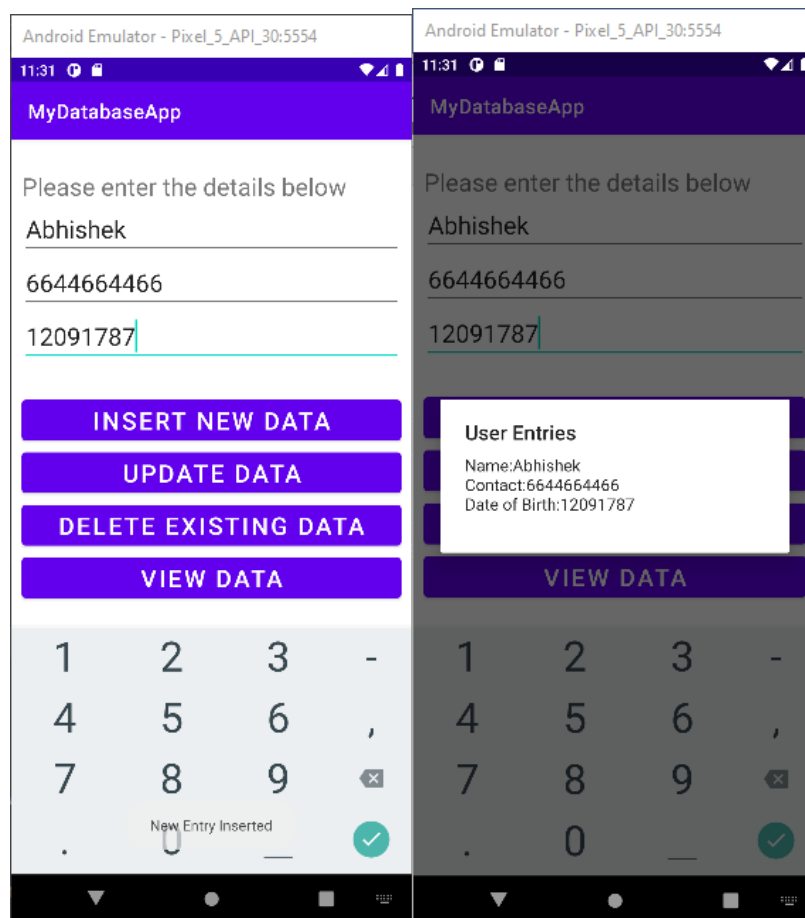 Android Emulator - Pixel_5_API_30:5554
11:31
MyDatabaseApp
Please enter the details below
Abhishek
6644664466
12091787
INSERT NEW DATA
UPDATE DATA
DELETE EXISTING DATA
VIEW DATA
1 2 3 -
4 5 6 ,
7 8 9
. 0 _
New Entry Inserted
Android Emulator - Pixel_5_API_30:5554
11:31
MyDatabaseApp
Please enter the details below
Abhishek
6644664466
12091787
User Entries
Name:Abhishek
Contact:6644664466
Date of Birth:12091787
VIEW DATA
1 2 3 -
4 5 6 ,
7 8 9
. 0 _